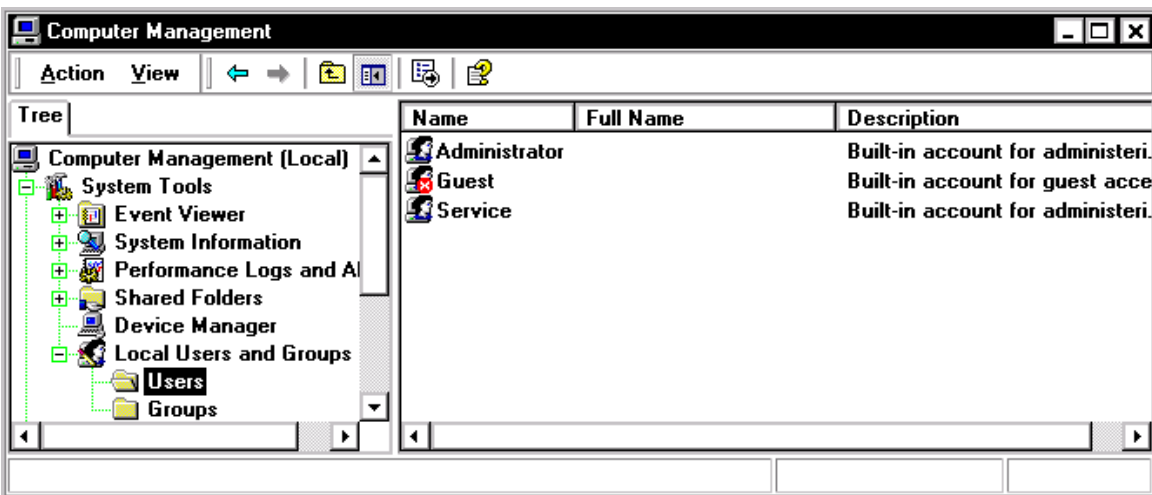 Computer Management
Action View
Tree
Computer Management (Local)
System Tools
Event Viewer
System Information
Performance Logs and Al
Shared Folders
Device Manager
Local Users and Groups
Users
Groups
Name Full Name Description
Administrator Built-in account for administeri.
Guest Built-in account for guest acce
Service Built-in account for administeri.